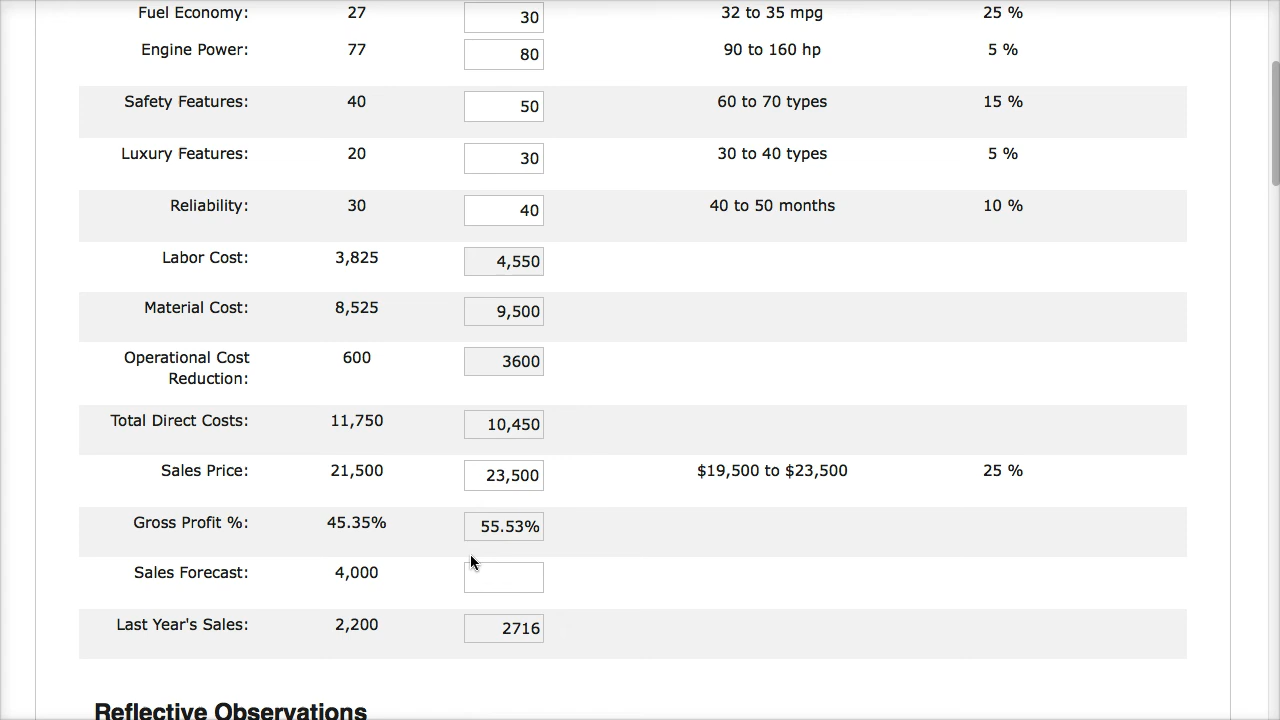 Fuel Economy: 27 30 32 to 35 mpg 25 %
Engine Power: 77 80 90 to 160 hp 5 %
Safety Features: 40 50 60 to 70 types 15 %
Luxury Features: 20 30 30 to 40 types 5 %
Reliability: 30 40 40 to 50 months 10 %
Labor Cost: 3,825 4,550
Material Cost: 8,525 9,500
Operational Cost 600 3600
Reduction:
Total Direct Costs: 11,750 10,450
Sales Price: 21,500 23,500 $19,500 to $23,500 25 %
Gross Profit %: 45.35% 55.53%
Sales Forecast: 4,000
Last Year's Sales: 2,200 2716
Reflective Observations